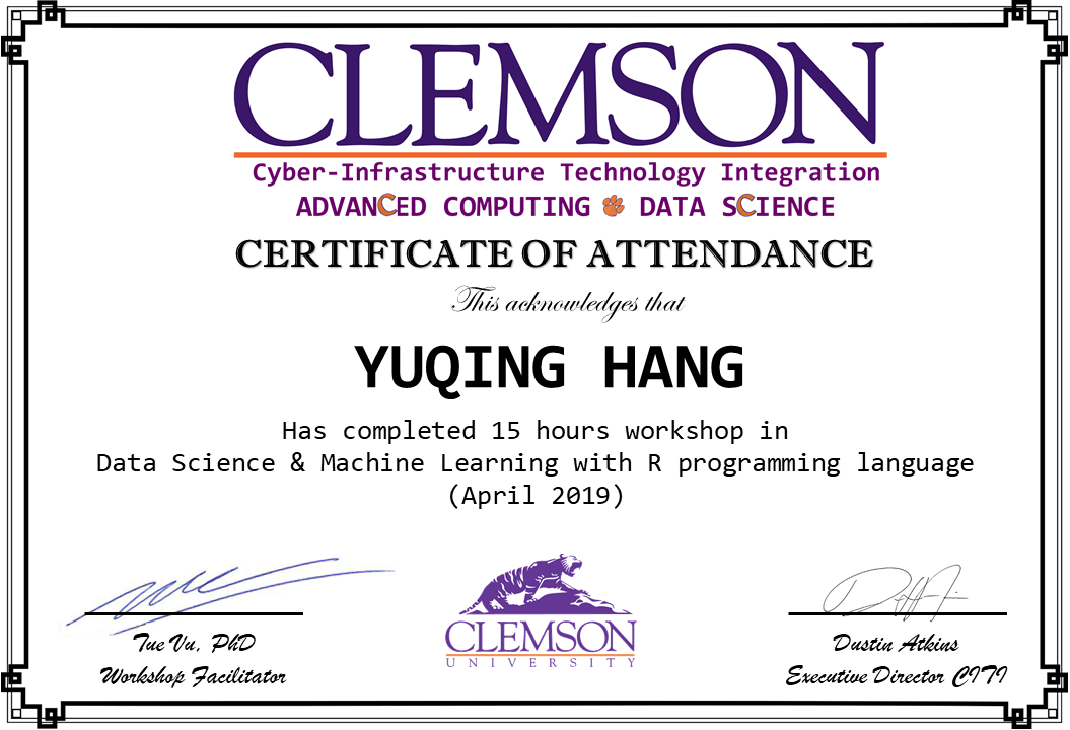 CLEMSON
Cyber-Infrastructure Technology Integration
ADVANCED COMPUTING DATA SCIENCE
CERTIFICATE OF ATTENDANCE
This acknowledges that
YUQING HANG
Has completed 15 hours workshop in
Data Science & Machine Learning with R programming language
(April 2019)
CLEMSON
UNIVERSITY
Tue Vu, PhD
Workshop Facilitator
Dustin Atkins
Executive Director CITI